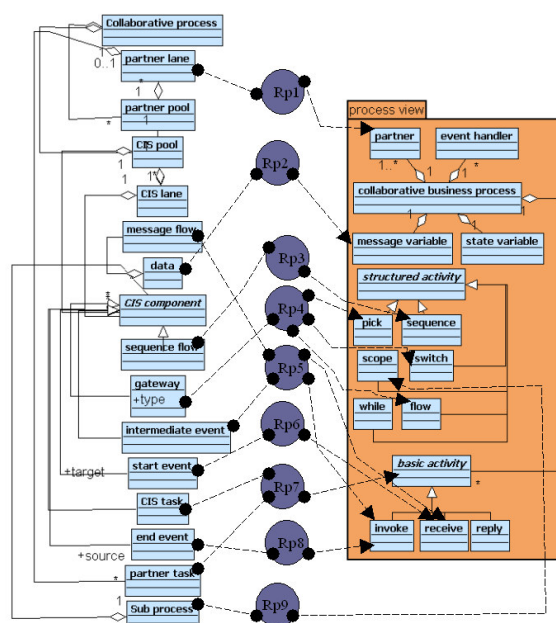 Collaborative process
1
0..1
partner lane
*
1
Rp1
process view
partner pool
1
*
partner
event handler
CIS pool
1
1..*
*
Rp2
1
1*
1
1
collaborative business process
1
CIS lane
1
1
message flow
message variable
state variable
data
Rp3
structured activity
*
CIS component
Rp4
pick
sequence
sequence flow
scope
switch
Rp5
gateway
+type
while
flow
intermediate event
Rp6
start event
basic activity
+target
Rp7
*
CIS task
invoke
receive
reply
end event
Rp8
+source
*
partner task
1
Sub process
Rp9